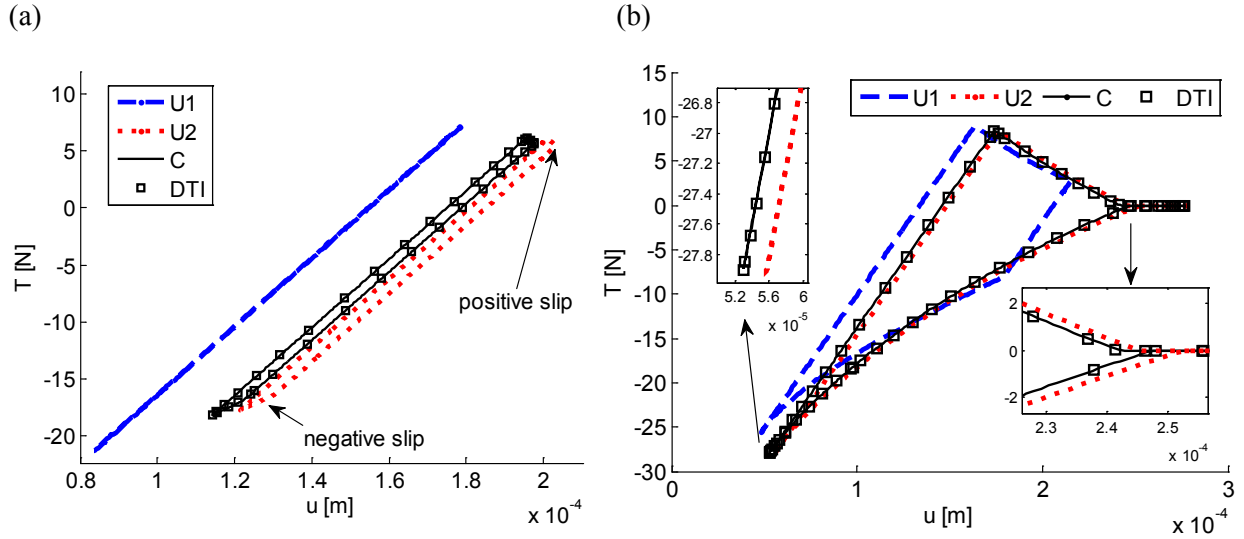 (a)
(b)
U1
U2
C
DTI
10
5
0
-5
-10
-15
-20
T [N]
0.8
1
1.2
1.4
1.6
1.8
2
u [m]
x 10⁻⁴
positive slip
negative slip
U1 U2 C DTI
15
10
5
0
-5
-10
-15
-20
-25
-30
T [N]
0
1
2
3
u [m]
x 10⁻⁴
-26.8
-27
-27.2
-27.4
-27.6
-27.8
5.2 5.6 6
x 10⁻⁵
2
0
-2
2.3 2.4 2.5
x 10⁻⁴